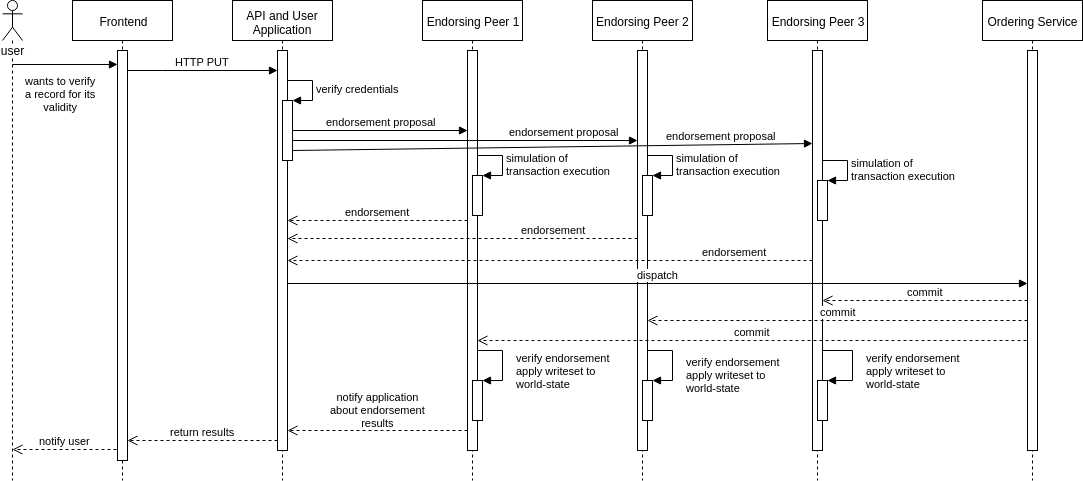 Frontend
API and User
Application
Endorsing Peer 1
Endorsing Peer 2
Endorsing Peer 3
Ordering Service
user
HTTP PUT
wants to verify
a record for its
validity
verify credentials
endorsement proposal
endorsement proposal
endorsement proposal
simulation of
transaction execution
simulation of
transaction execution
simulation of
transaction execution
endorsement
endorsement
endorsement
dispatch
commit
commit
commit
verify endorsement
apply writeset to
world-state
verify endorsement
apply writeset to
world-state
verify endorsement
apply writeset to
world-state
notify application
about endorsement
results
return results
notify user